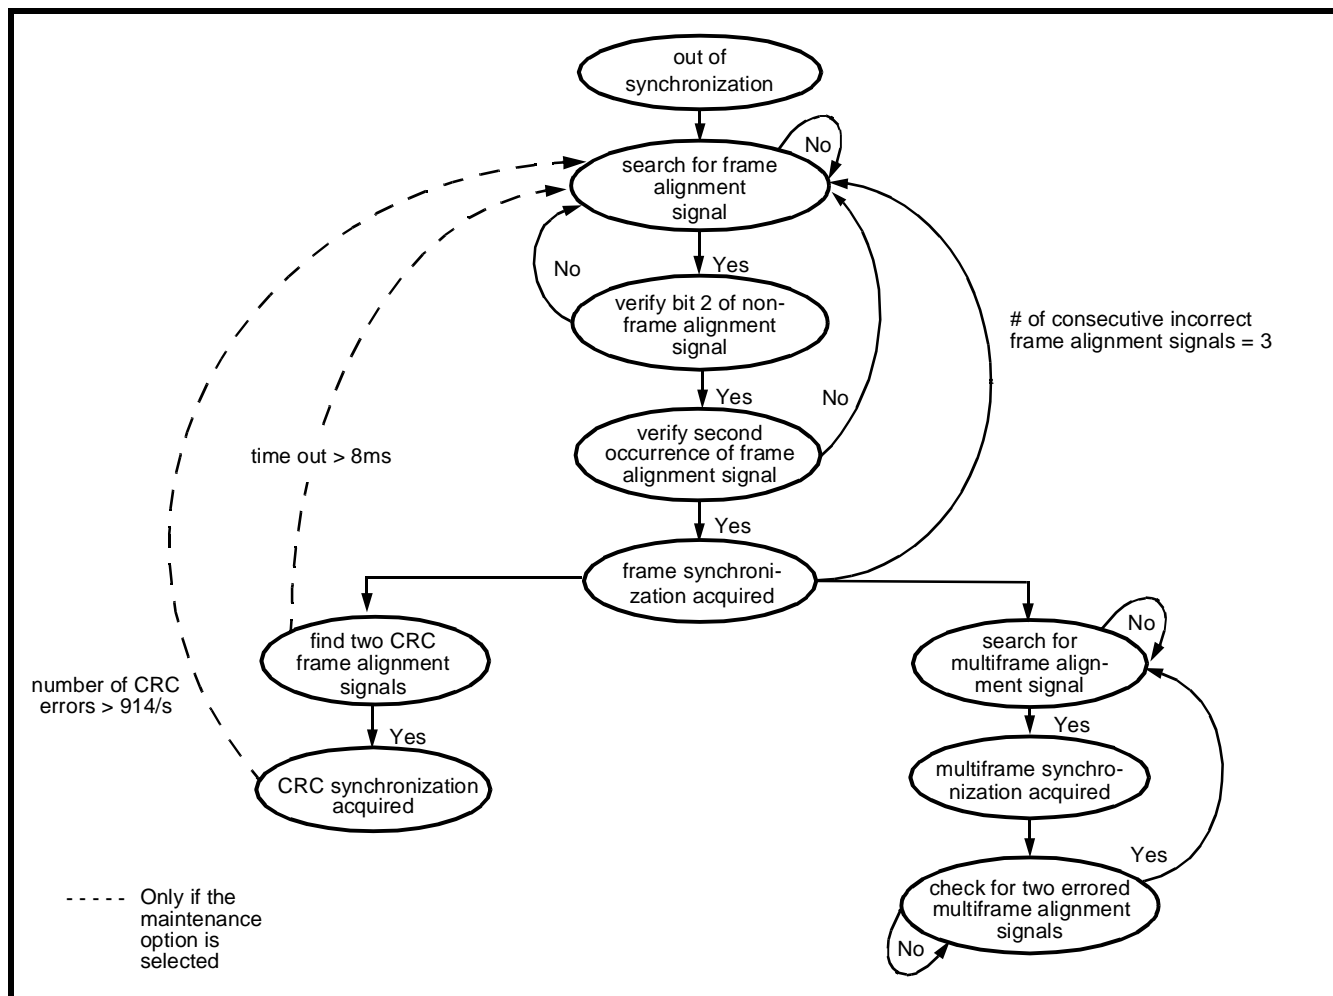 out of
synchronization
No
search for frame
alignment
signal
Yes
No
verify bit 2 of non-
frame alignment
signal
# of consecutive incorrect
frame alignment signals = 3
Yes
No
verify second
occurrence of frame
alignment signal
time out > 8ms
Yes
frame synchroni-
zation acquired
find two CRC
frame alignment
signals
No
search for
multiframe align-
ment signal
number of CRC
errors > 914/s
Yes
Yes
CRC synchronization
acquired
multiframe synchro-
nization acquired
Yes
check for two errored
multiframe alignment
signals
No
- - - - - Only if the
maintenance
option is
selected